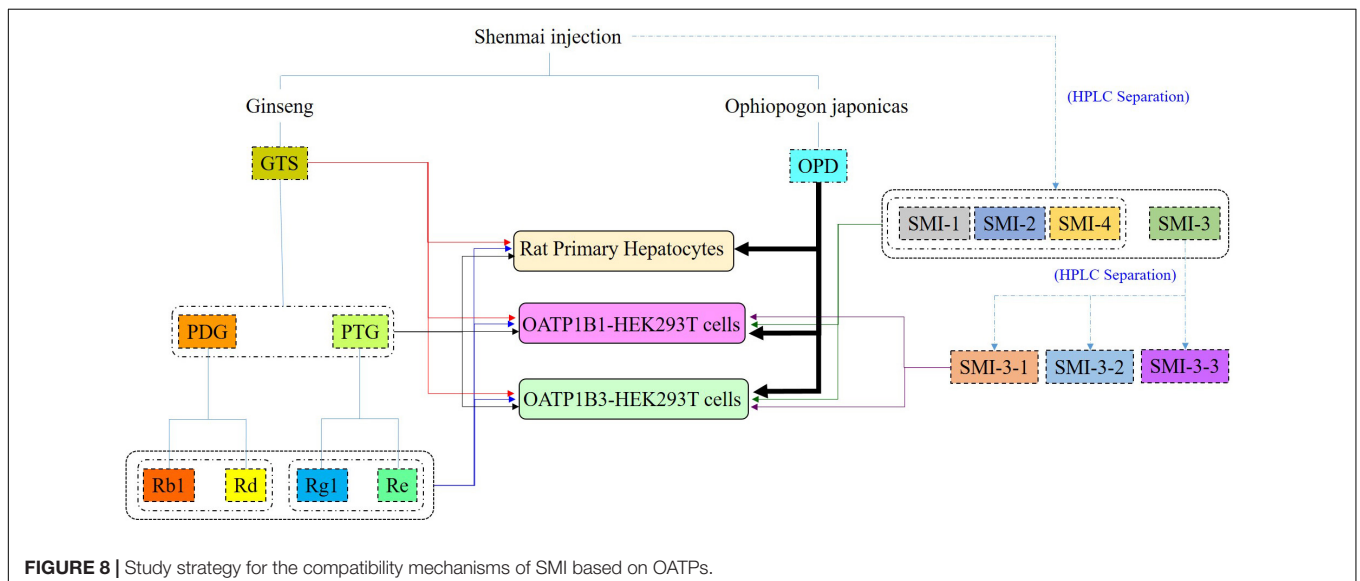 Shenmai injection
Ginseng
Ophiopogon japonicas
(HPLC Separation)
GTS
OPD
SMI-1
SMI-2
SMI-4
SMI-3
Rat Primary Hepatocytes
(HPLC Separation)
PDG
PTG
OATP1B1-HEK293T cells
SMI-3-1
SMI-3-2
SMI-3-3
OATP1B3-HEK293T cells
Rb1
Rd
Rg1
Re
FIGURE 8 | Study strategy for the compatibility mechanisms of SMI based on OATPs.